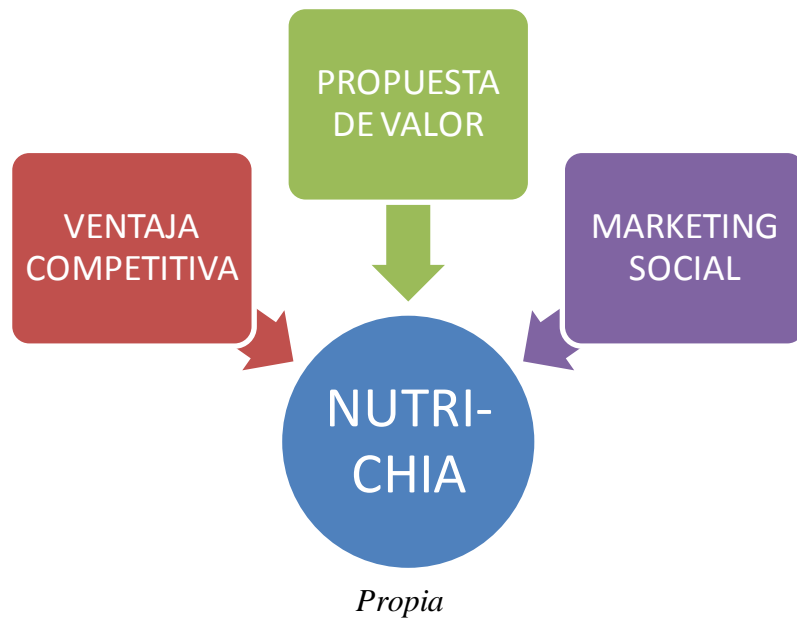 PROPUESTA
DE VALOR
VENTAJA
COMPETITIVA
MARKETING
SOCIAL
NUTRI-
CHIA
Propia